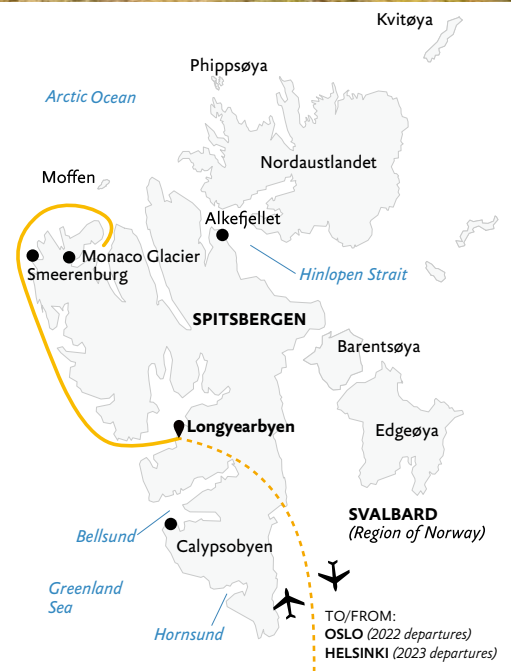 Kvitøya
Phippsøya
Arctic Ocean
Nordaustlandet
Moffen
Alkefjellet
Monaco Glacier
Smeerenburg
Hinlopen Strait
SPITSBERGEN
Barentsøya
Longyearbyen
Edgeøya
SVALBARD
(Region of Norway)
Bellsund
Calypsobyen
Greenland
Sea
Hornsund
TO/FROM:
OSLO (2022 departures)
HELSINKI (2023 departures)